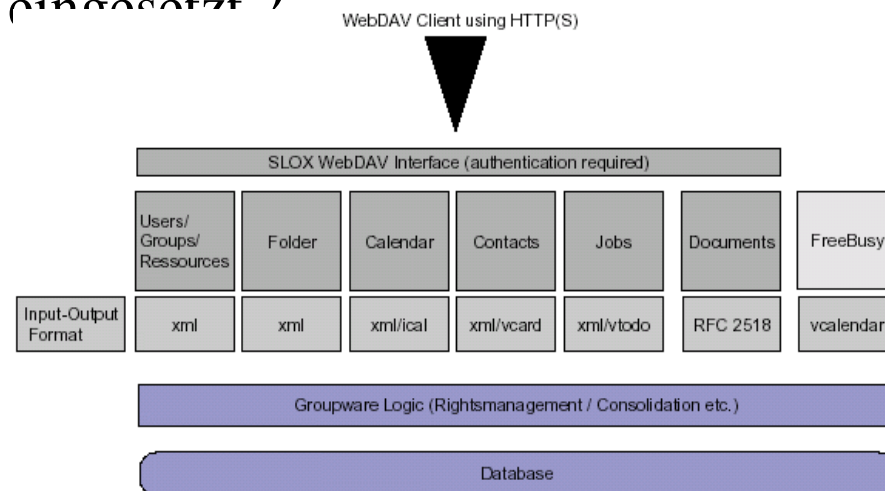 eingesetzt ?
WebDAV Client using HTTP(S)
SLOX WebDAV Interface (authentication required)
Users/
Groups/
Ressources
Folder
Calendar
Contacts
Jobs
Documents
FreeBusy
Input-Output
Format
xml
xml
xml/ical
xml/vcard
xml/vtodo
RFC 2518
vcalendar
Groupware Logic (Rightsmanagement / Consolidation etc.)
Database